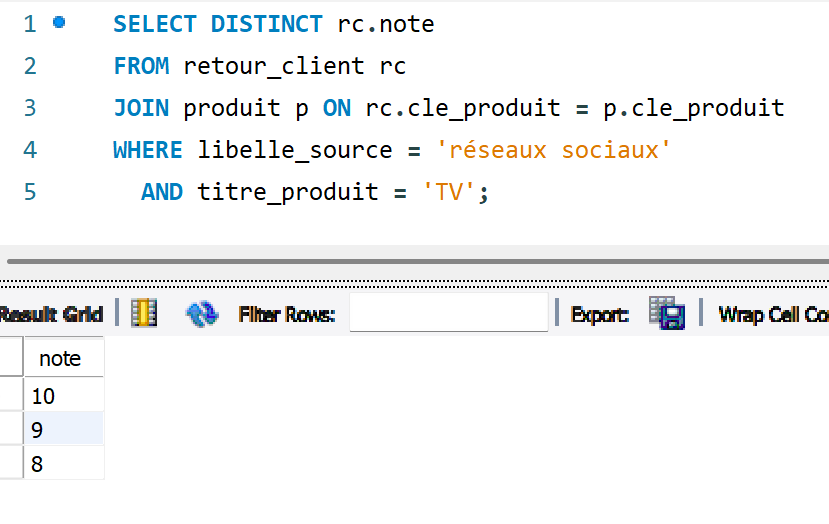 1 SELECT DISTINCT rc.note
2 FROM retour_client rc
3 JOIN produit p ON rc.cle_produit = p.cle_produit
4 WHERE libelle_source = 'réseaux sociaux'
5 AND titre_produit = 'TV';
Result Grid Filter Rows: Export: Wrap Cell Co
note
10
9
8